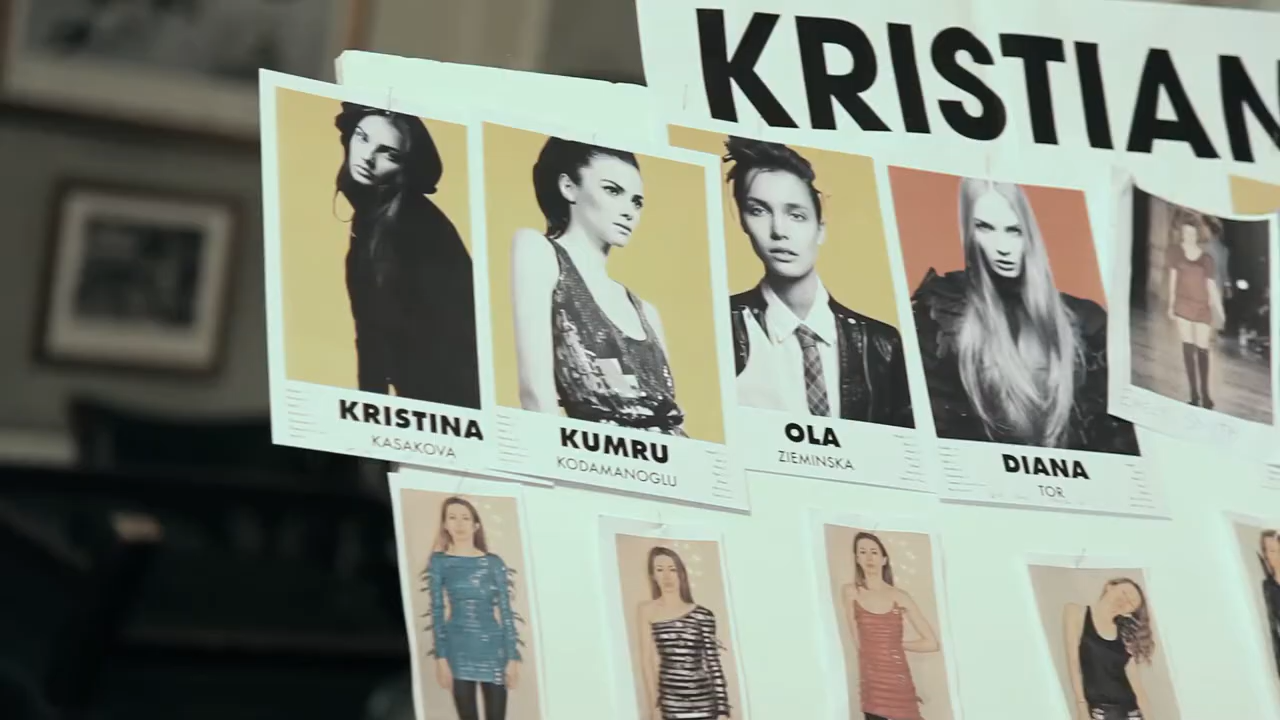 KRISTIAN
KRISTINA
KASAKOVA
KUMRU
KODAMANOGLU
OLA
ZIEMINSKA
DIANA
TOR